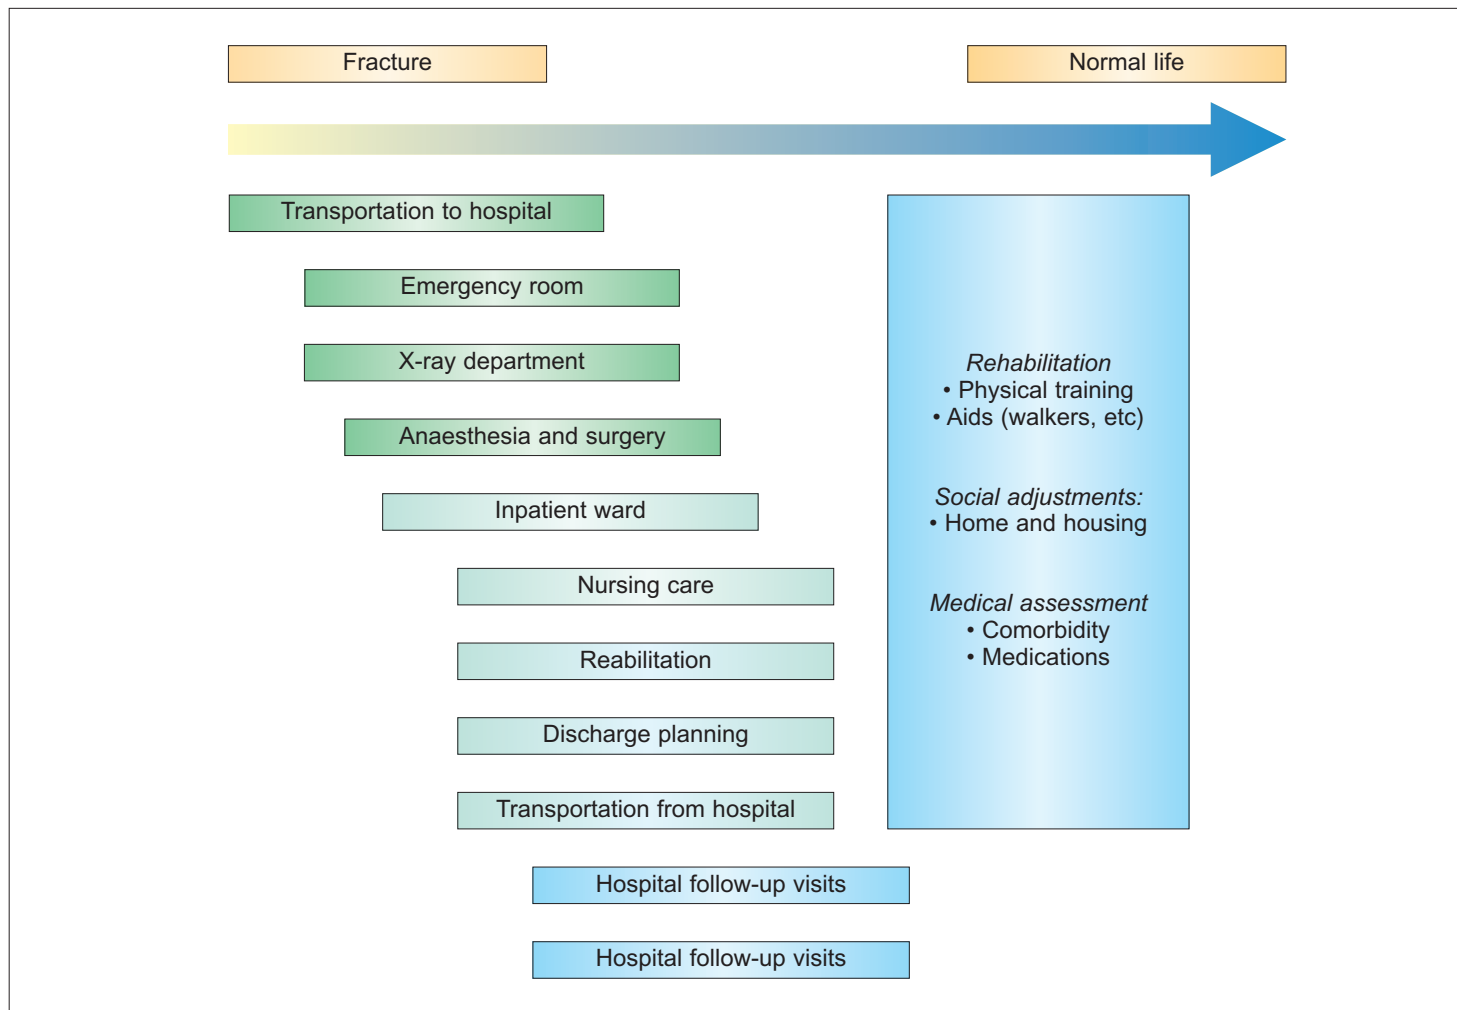 Fracture
Normal life
Transportation to hospital
Emergency room
X-ray department
Anaesthesia and surgery
Inpatient ward
Nursing care
Reabilitation
Discharge planning
Transportation from hospital
Hospital follow-up visits
Hospital follow-up visits
Rehabilitation
• Physical training
• Aids (walkers, etc)
Social adjustments:
• Home and housing
Medical assessment
• Comorbidity
• Medications